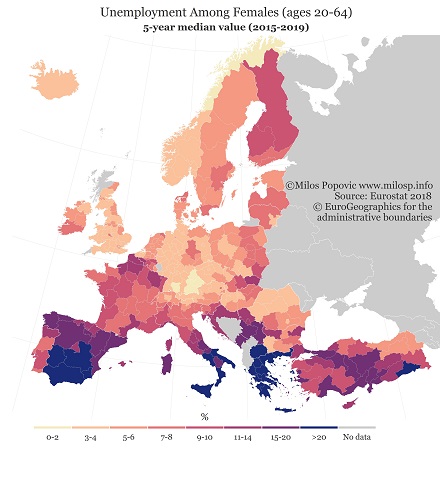 Unemployment Among Females (ages 20-64)
5-year median value (2015-2019)
©Milos Popovic www.milosp.info
Source: Eurostat 2018
© EuroGeographics for the
administrative boundaries
%
0-2 3-4 5-6 7-8 9-10 11-14 15-20 >20 No data